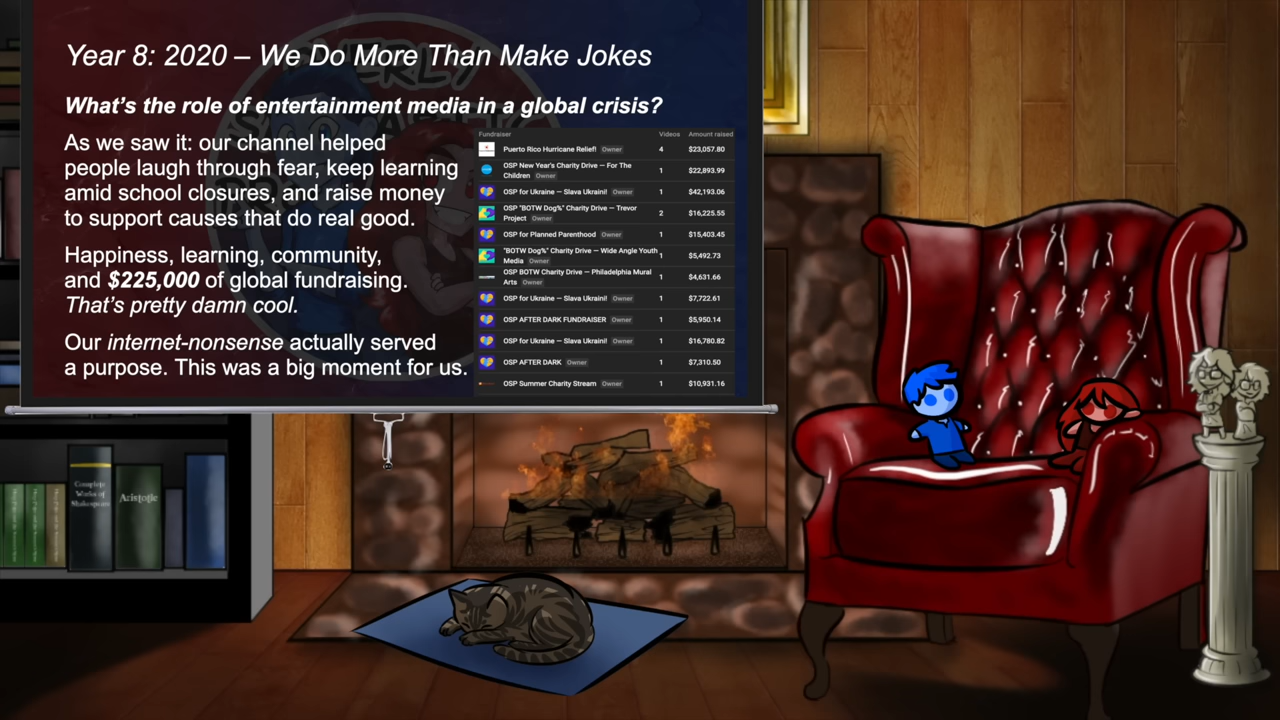 Year 8: 2020 – We Do More Than Make Jokes
What's the role of entertainment media in a global crisis?
As we saw it: our channel helped
people laugh through fear, keep learning
amid school closures, and raise money
to support causes that do real good.
Happiness, learning, community,
and $225,000 of global fundraising.
That's pretty damn cool.
Our internet-nonsense actually served
a purpose. This was a big moment for us.
Fundraiser Videos Amount raised
Puerto Rico Hurricane Relief! Owner 4 $23,057.80
OSP New Year's Charity Drive – For The
Children Owner 1 $22,893.99
OSP for Ukraine – Slava Ukraini! Owner 1 $42,193.06
OSP "BOTW Dog%" Charity Drive – Trevor
Project Owner 2 $16,225.55
OSP for Planned Parenthood Owner 1 $15,403.45
"BOTW Dog%" Charity Drive – Wide Angle Youth
Media Owner 1 $5,492.73
OSP BOTW Charity Drive – Philadelphia Mural
Arts Owner 1 $4,631.66
OSP for Ukraine – Slava Ukraini! Owner 1 $7,722.61
OSP AFTER DARK FUNDRAISER Owner 1 $5,950.14
OSP for Ukraine – Slava Ukraini! Owner 1 $16,780.82
OSP AFTER DARK Owner 1 $7,310.50
OSP Summer Charity Stream Owner 1 $10,931.16
Complete
Works of
Shakespeare
Aristotle